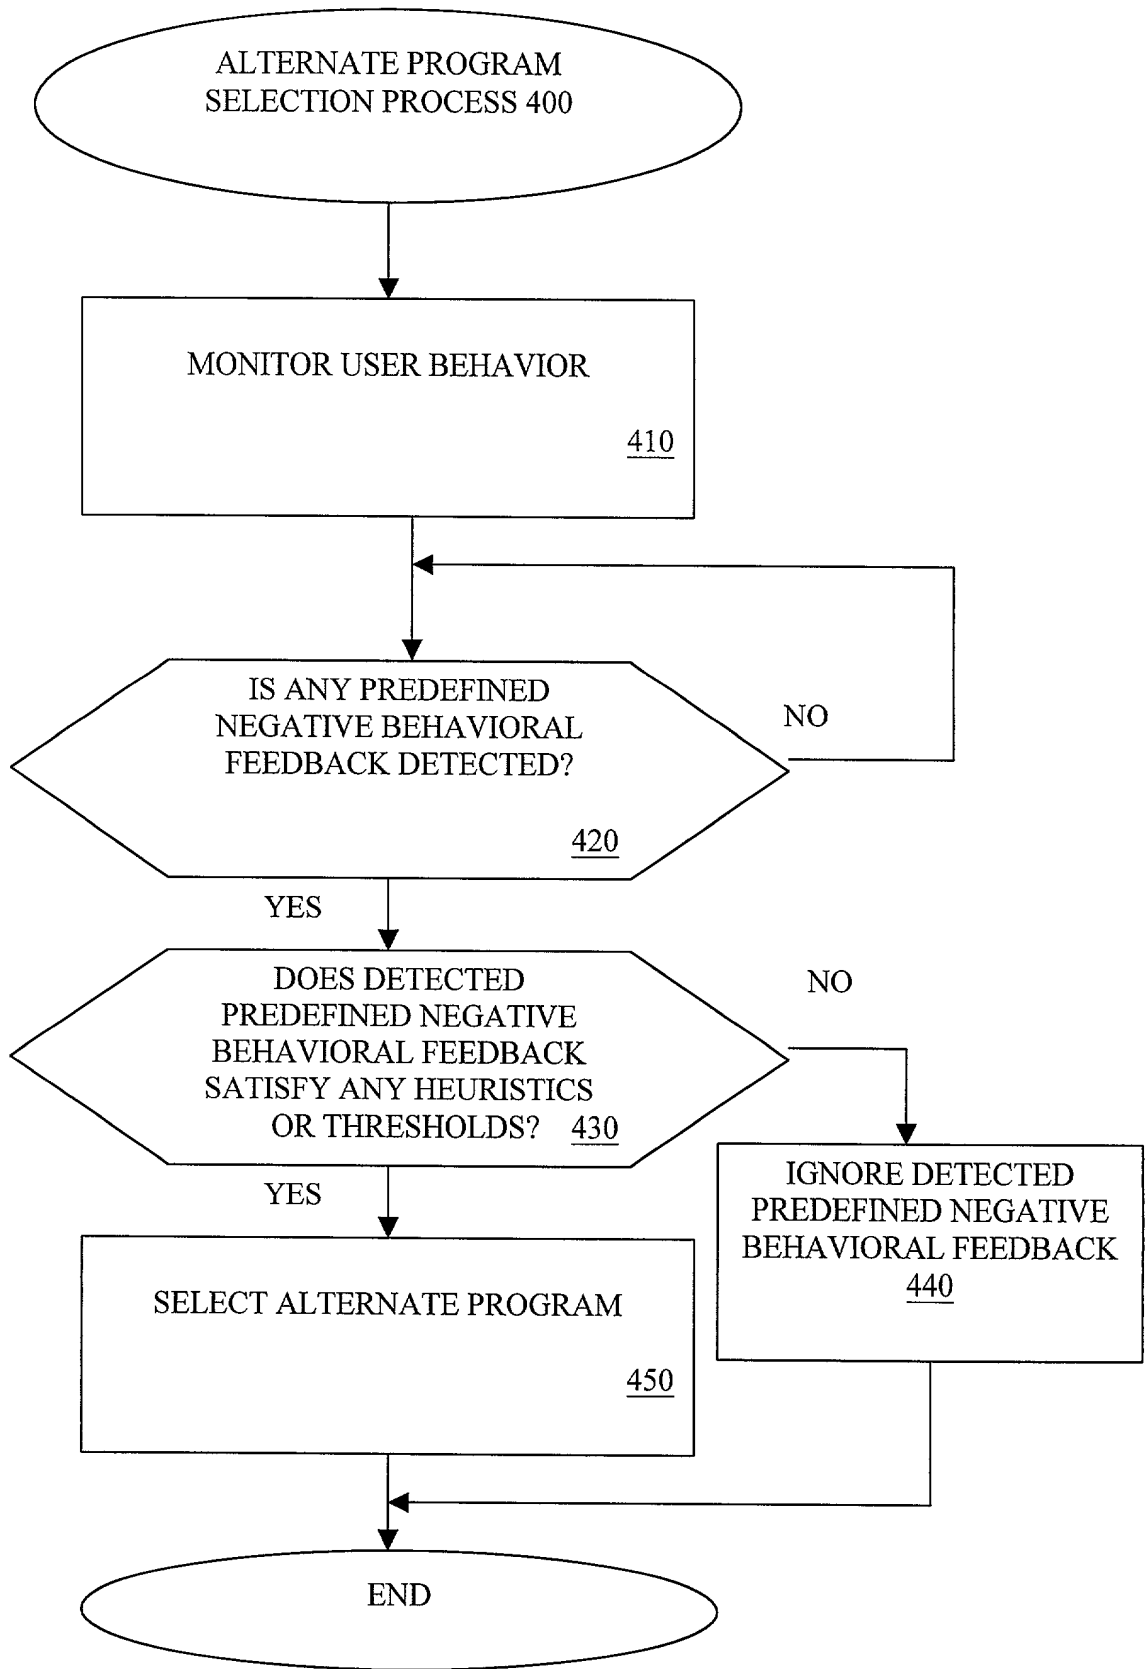 ALTERNATE PROGRAM
SELECTION PROCESS 400
MONITOR USER BEHAVIOR
410
IS ANY PREDEFINED
NEGATIVE BEHAVIORAL
FEEDBACK DETECTED?
NO
420
YES
DOES DETECTED
PREDEFINED NEGATIVE
BEHAVIORAL FEEDBACK
SATISFY ANY HEURISTICS
OR THRESHOLDS? 430
NO
YES
IGNORE DETECTED
PREDEFINED NEGATIVE
BEHAVIORAL FEEDBACK
440
SELECT ALTERNATE PROGRAM
450
END